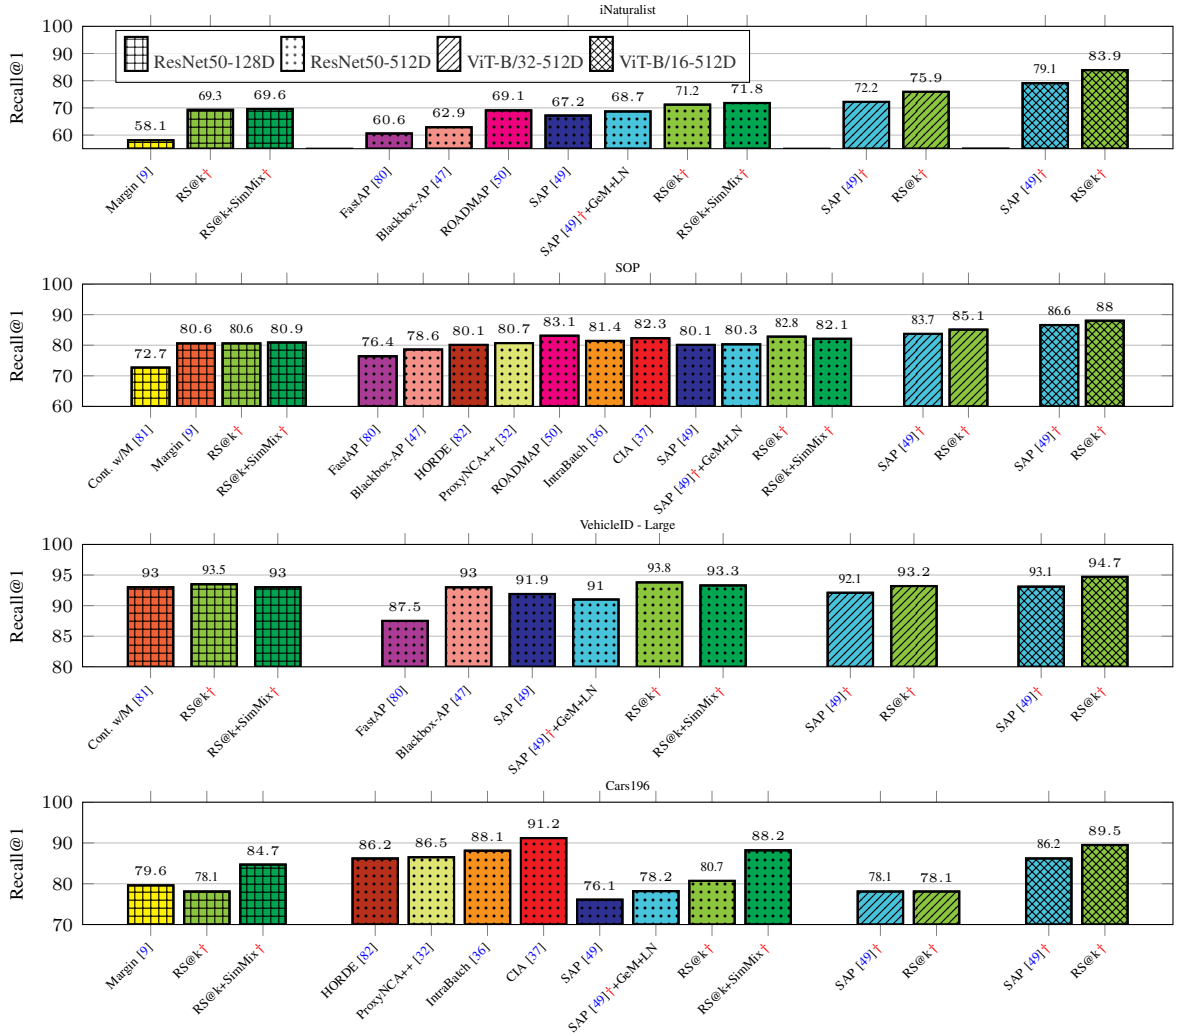 iNaturalist
Recall@1
100
90
80
70
60
ResNet50-128D ResNet50-512D ViT-B/32-512D ViT-B/16-512D
58.1 69.3 69.6 60.6 62.9 69.1 67.2 68.7 71.2 71.8 72.2 75.9 79.1 83.9
Margin [9]
RS@k†
RS@k+SimMix†
FastAP [80]
Blackbox-AP [47]
ROADMAP [50]
SAP [49]
SAP [49]†+GeM+LN
RS@k†
RS@k+SimMix†
SAP [49]†
RS@k†
SAP [49]†
RS@k†
SOP
Recall@1
100
90
80
70
60
72.7 80.6 80.6 80.9 76.4 78.6 80.1 80.7 83.1 81.4 82.3 80.1 80.3 82.8 82.1 83.7 85.1 86.6 88
Cont. w/M [81]
Margin [9]
RS@k†
RS@k+SimMix†
FastAP [80]
Blackbox-AP [47]
HORDE [82]
ProxyNCA++ [32]
ROADMAP [50]
IntraBatch [36]
CIA [37]
SAP [49]
SAP [49]†+GeM+LN
RS@k†
RS@k+SimMix†
SAP [49]†
RS@k†
SAP [49]†
RS@k†
VehicleID - Large
Recall@1
100
95
90
85
80
93 93.5 93 87.5 93 91.9 91 93.8 93.3 92.1 93.2 93.1 94.7
Cont. w/M [81]
RS@k†
RS@k+SimMix†
FastAP [80]
Blackbox-AP [47]
SAP [49]
SAP [49]†+GeM+LN
RS@k†
RS@k+SimMix†
SAP [49]†
RS@k†
SAP [49]†
RS@k†
Cars196
Recall@1
100
90
80
70
79.6 78.1 84.7 86.2 86.5 88.1 91.2 76.1 78.2 80.7 88.2 78.1 78.1 86.2 89.5
Margin [9]
RS@k†
RS@k+SimMix†
HORDE [82]
ProxyNCA++ [32]
IntraBatch [36]
CIA [37]
SAP [49]
SAP [49]†+GeM+LN
RS@k†
RS@k+SimMix†
SAP [49]†
RS@k†
SAP [49]†
RS@k†